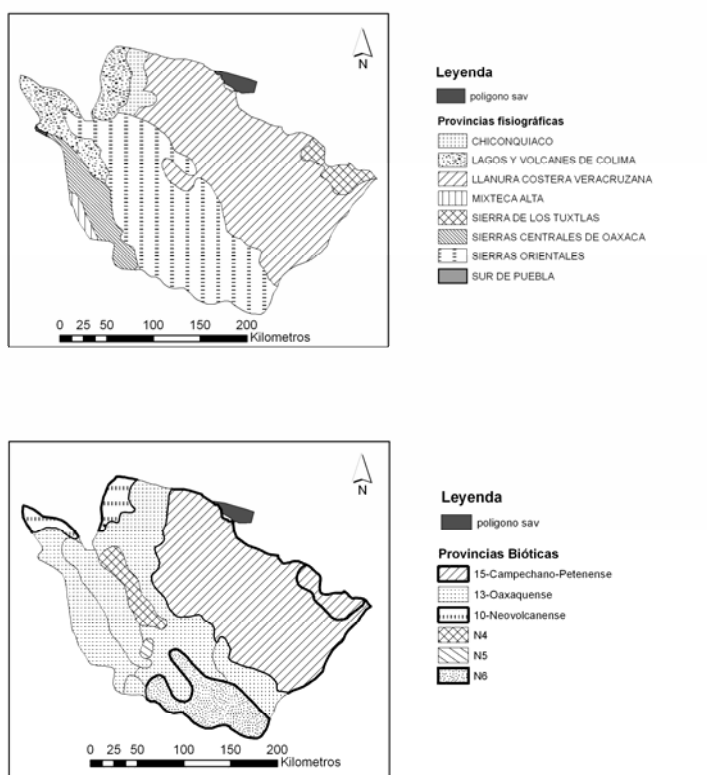 N
0 25 50 100 150 200
Kilometros
Leyenda
poligono sav
Provincias fisiográficas
CHICONQUIACO
LAGOS Y VOLCANES DE COLIMA
LLANURA COSTERA VERACRUZANA
MIXTECA ALTA
SIERRA DE LOS TUXTLAS
SIERRAS CENTRALES DE OAXACA
SIERRAS ORIENTALES
SUR DE PUEBLA
N
0 25 50 100 150 200
Kilometros
Leyenda
poligono sav
Provincias Bióticas
15-Campechano-Petenense
13-Oaxaquense
10-Neovolcanense
N4
N5
N6